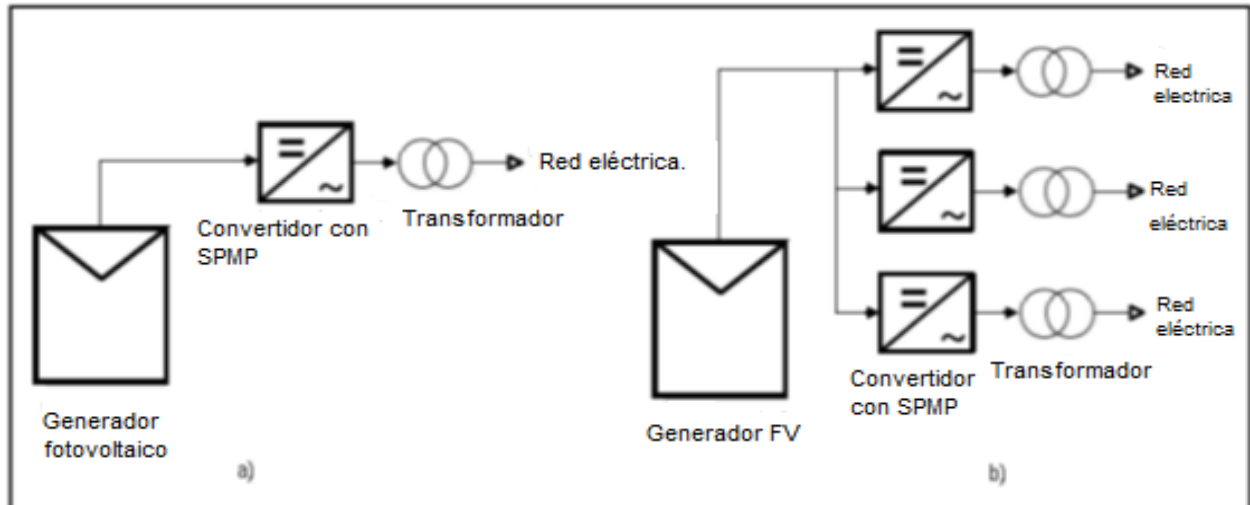 Red eléctrica.
Convertidor con
SPMP
Transformador
Generador
fotovoltaico
a)
Red
electrica
Red
eléctrica
Red
eléctrica
Convertidor
con SPMP
Transformador
Generador FV
b)